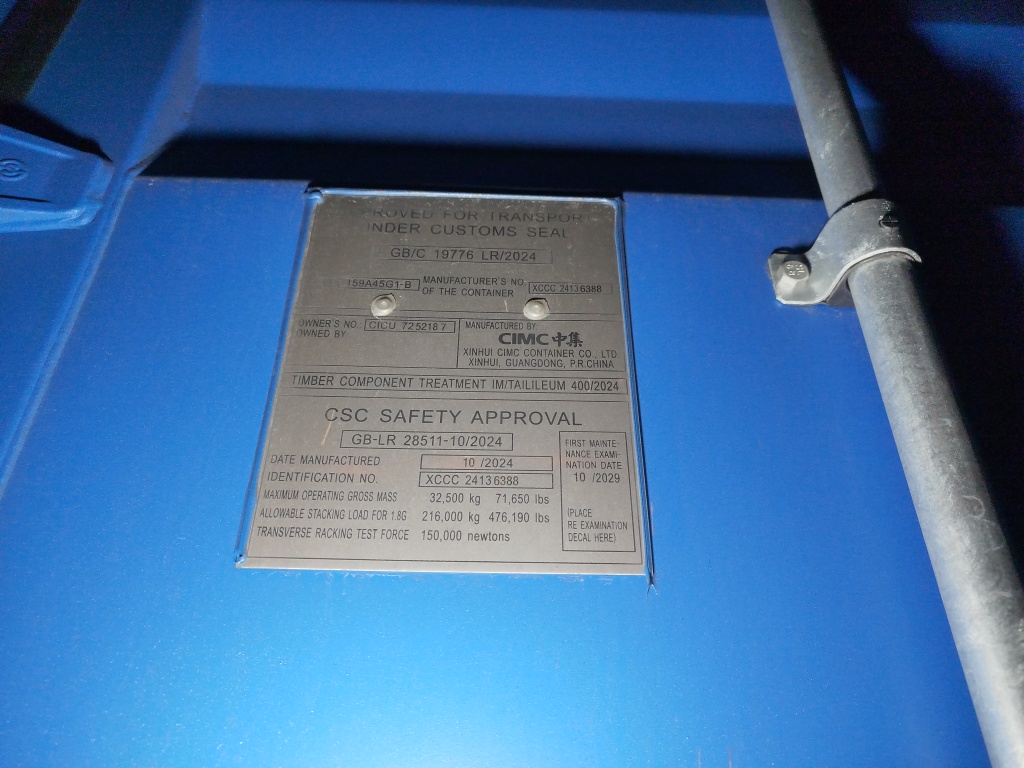 PROVED FOR TRANSPOR
UNDER CUSTOMS SEAL
GB/C 19776 LR/2024
159A45G1-B MANUFACTURER'S NO. OF THE CONTAINER XCCC 24136388
OWNER'S NO.: CICU 725218 7
OWNED BY
MANUFACTURED BY:
CIMC 中集
XINHUI CIMC CONTAINER CO., LTD.
XINHUI, GUANGDONG, P.R.CHINA
TIMBER COMPONENT TREATMENT IM/TAILILEUM 400/2024
CSC SAFETY APPROVAL
GB-LR 28511-10/2024
DATE MANUFACTURED 10 /2024
IDENTIFICATION NO. XCCC 24136388
MAXIMUM OPERATING GROSS MASS 32,500 kg 71,650 lbs
ALLOWABLE STACKING LOAD FOR 1.8G 216,000 kg 476,190 lbs
TRANSVERSE RACKING TEST FORCE 150,000 newtons
FIRST MAINTE-
NANCE EXAMI-
NATION DATE
10 /2029
(PLACE
RE EXAMINATION
DECAL HERE)